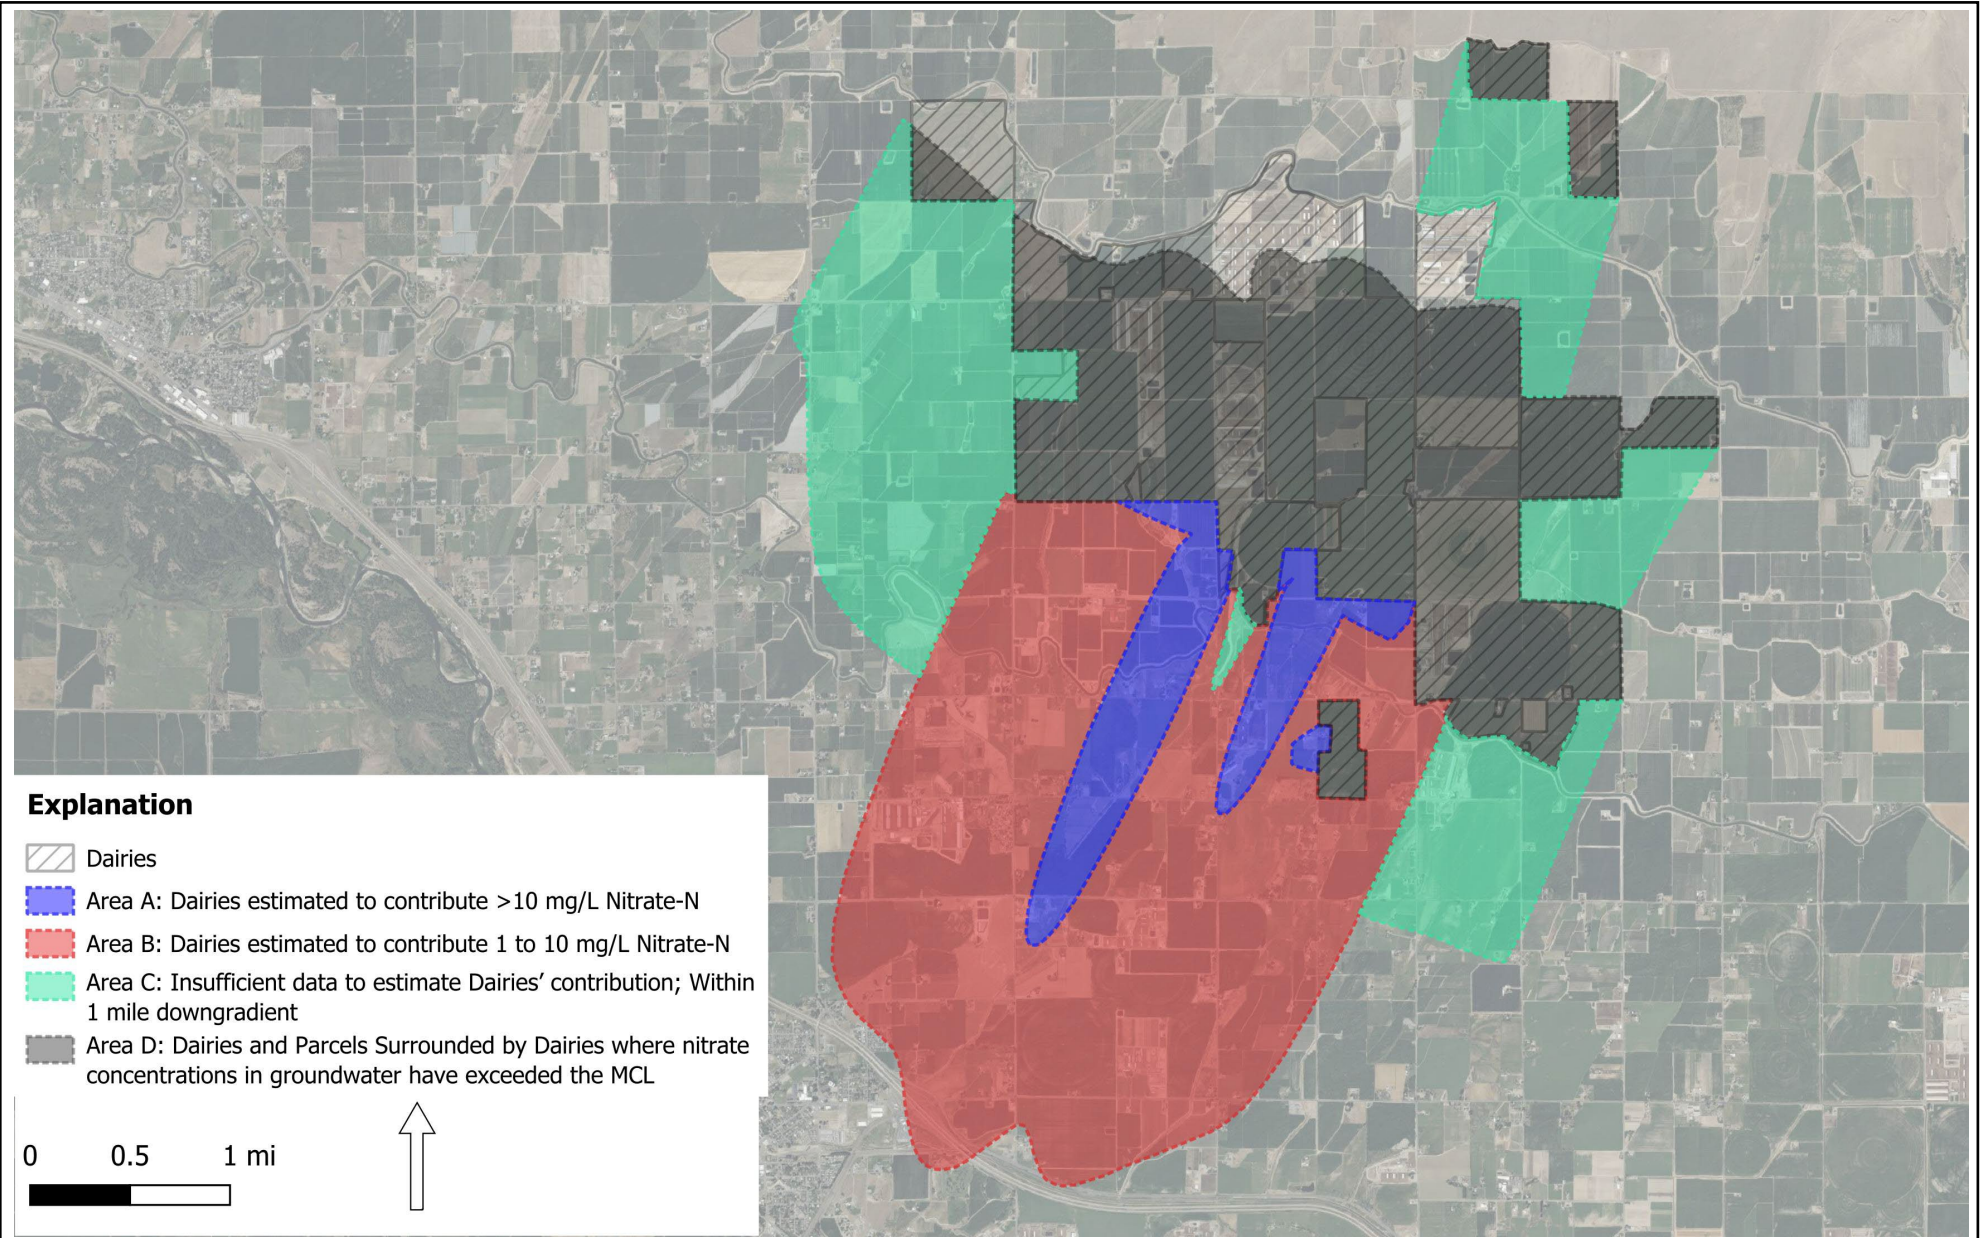 Explanation
Dairies
Area A: Dairies estimated to contribute >10 mg/L Nitrate-N
Area B: Dairies estimated to contribute 1 to 10 mg/L Nitrate-N
Area C: Insufficient data to estimate Dairies’ contribution; Within
1 mile downgradient
Area D: Dairies and Parcels Surrounded by Dairies where nitrate
concentrations in groundwater have exceeded the MCL
0 0.5 1 mi